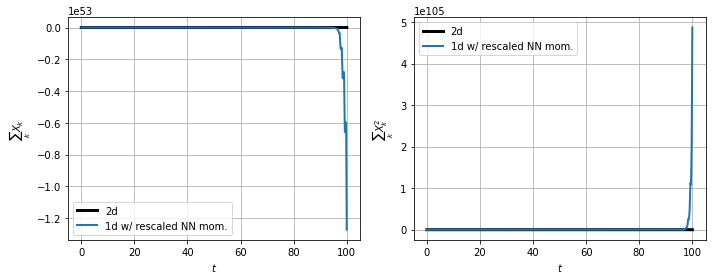 1e53
0.0
−0.2
−0.4
−0.6
−0.8
−1.0
−1.2
0 20 40 60 80 100
t
∑ₖ Xₖ
2d
1d w/ rescaled NN mom.
1e105
5
4
3
2
1
0
0 20 40 60 80 100
t
∑ₖ Xₖ²
2d
1d w/ rescaled NN mom.